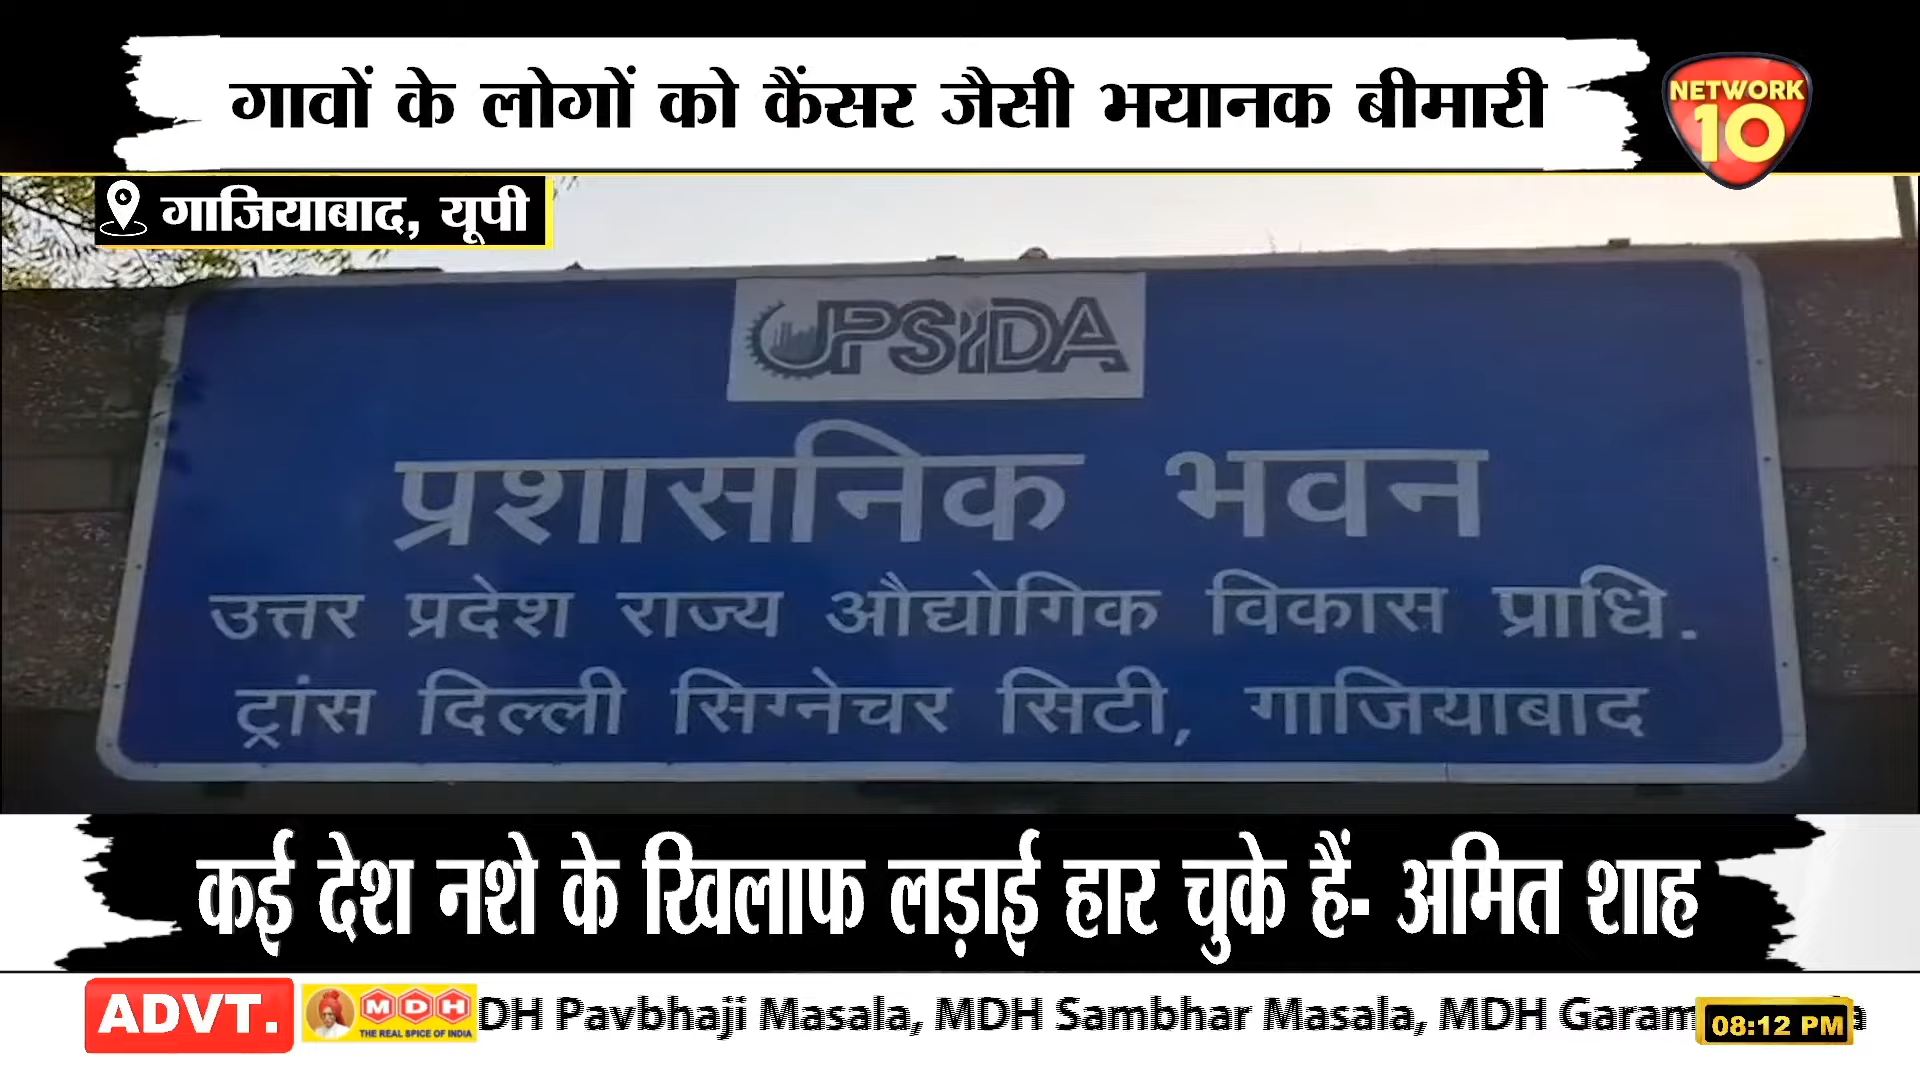 गावों के लोगों को कैंसर जैसी भयानक बीमारी
NETWORK
10
गाजियाबाद, यूपी
UPSIDA
प्रशासनिक भवन
उत्तर प्रदेश राज्य औद्योगिक विकास प्राधि.
ट्रांस दिल्ली सिग्नेचर सिटी, गाजियाबाद
कई देश नशे के खिलाफ लड़ाई हार चुके हैं- अमित शाह
ADVT.
MDH
THE REAL SPICE OF INDIA
DH Pavbhaji Masala, MDH Sambhar Masala, MDH Garam
08:12 PM